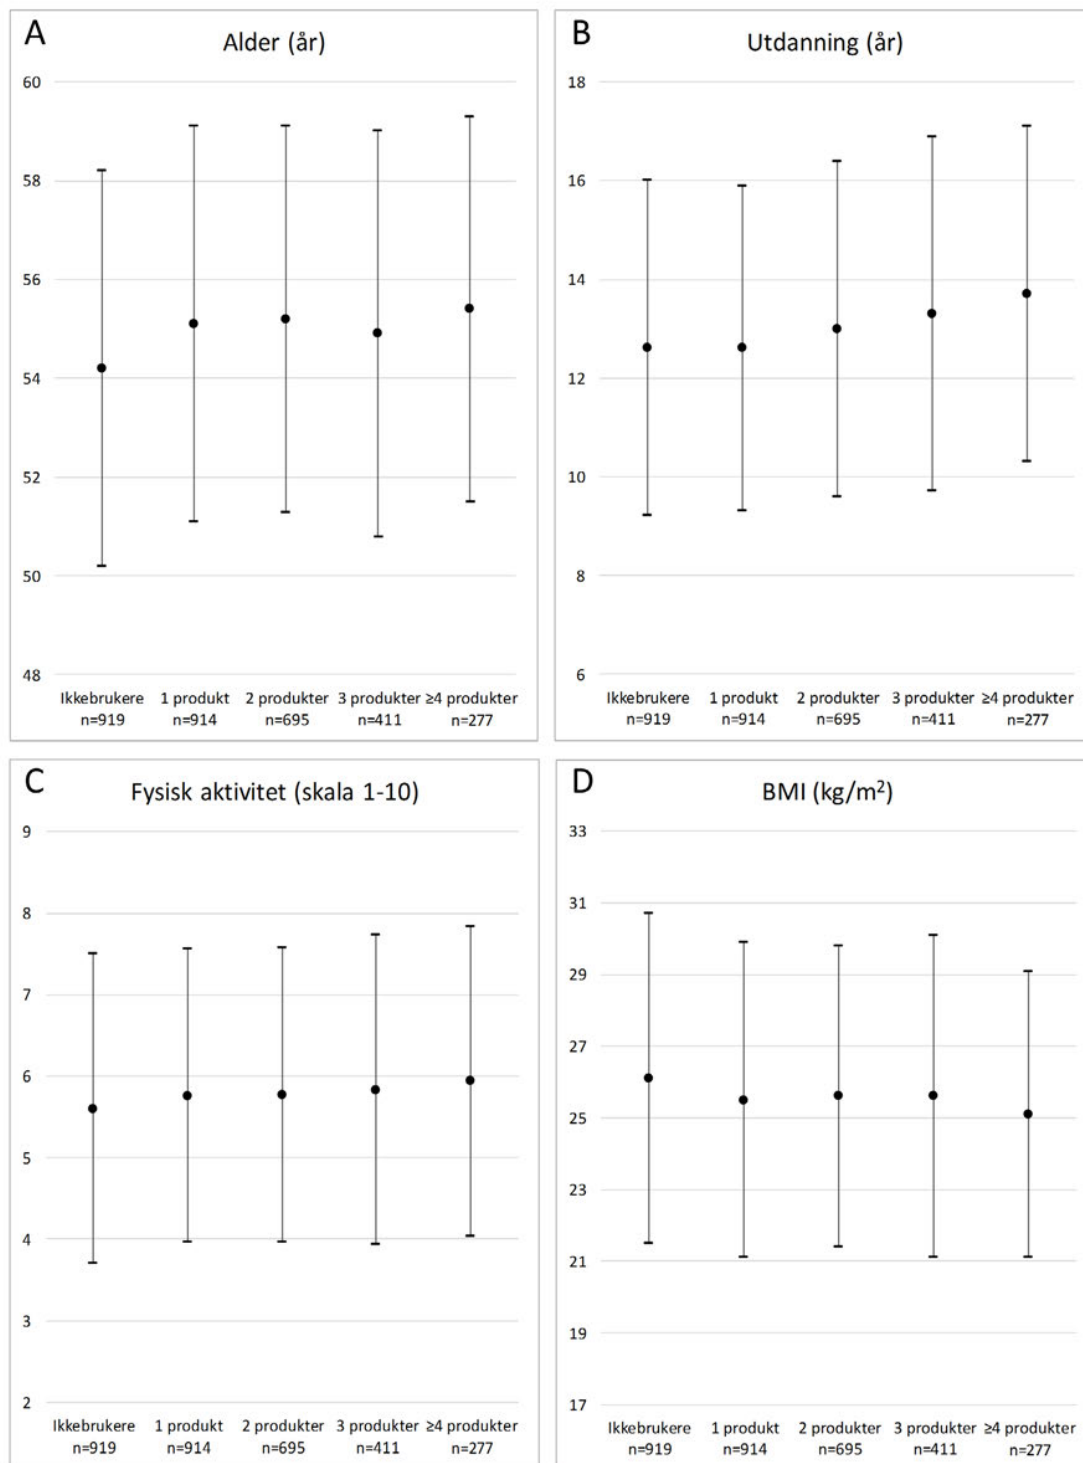 A
Alder (år)
60
58
56
54
52
50
48
Ikkebrukere 1 produkt 2 produkter 3 produkter ≥4 produkter
n=919 n=914 n=695 n=411 n=277
B
Utdanning (år)
18
16
14
12
10
8
6
Ikkebrukere 1 produkt 2 produkter 3 produkter ≥4 produkter
n=919 n=914 n=695 n=411 n=277
C
Fysisk aktivitet (skala 1-10)
9
8
7
6
5
4
3
2
Ikkebrukere 1 produkt 2 produkter 3 produkter ≥4 produkter
n=919 n=914 n=695 n=411 n=277
D
BMI (kg/m²)
33
31
29
27
25
23
21
19
17
Ikkebrukere 1 produkt 2 produkter 3 produkter ≥4 produkter
n=919 n=914 n=695 n=411 n=277